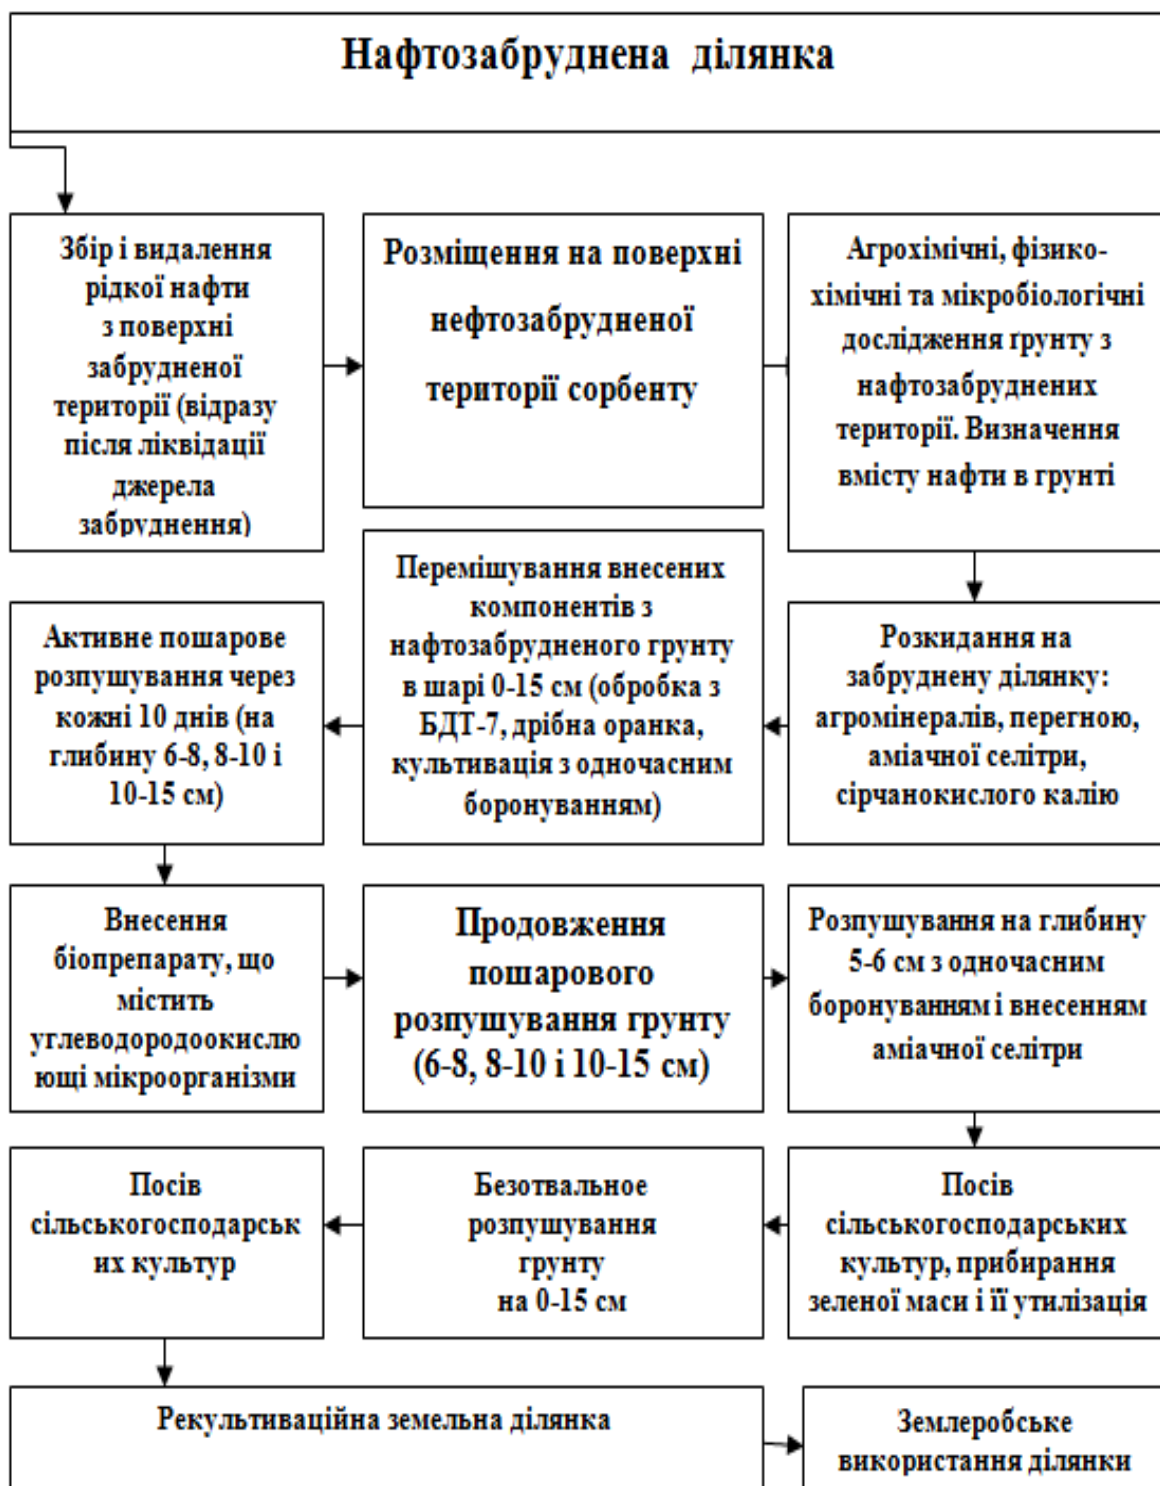 Нафтозабруднена ділянка
Збір і видалення
рідкої нафти
з поверхні
забрудненої
території (відразу
після ліквідації
джерела
забруднення)
Розміщення на поверхні
нефтозабрудненої
території сорбенту
Агрохімічні, фізико-
хімічні та мікробіологічні
дослідження ґрунту з
нафтозабруднених
території. Визначення
вмісту нафти в грунті
Розкидання на
забруднену ділянку:
агромінералів, перегною,
аміачної селітри,
сірчанокислого калію
Перемішування внесених
компонентів з
нафтозабрудненого грунту
в шарі 0-15 см (обробка з
БДТ-7, дрібна оранка,
культивація з одночасним
боронуванням)
Активне пошарове
розпушування через
кожні 10 днів (на
глибину 6-8, 8-10 і
10-15 см)
Внесення
біопрепарату, що
містить
углеводородоокислю
ющі мікроорганізми
Продовження
пошарового
розпушування грунту
(6-8, 8-10 і 10-15 см)
Розпушування на глибину
5-6 см з одночасним
боронуванням і внесенням
аміачної селітри
Посів
сільськогосподарських
культур, прибирання
зеленої маси і її утилізація
Безотвальное
розпушування
грунту
на 0-15 см
Посів
сільськогосподарськ
их культур
Рекультиваційна земельна ділянка
Землеробське
використання ділянки